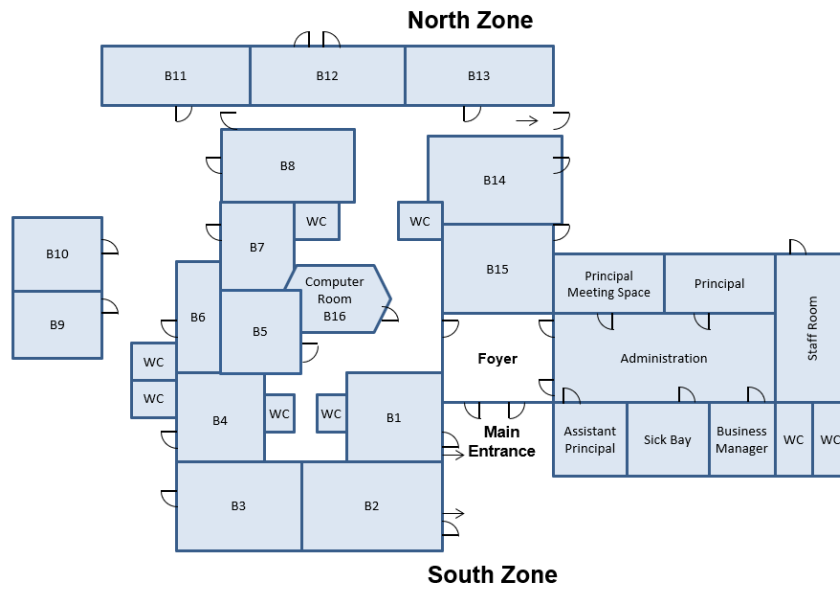 North Zone
B11
B12
B13
B8
B14
WC
WC
B7
B10
B15
Computer
Room
B16
Principal
Meeting Space
Principal
B9
B6
B5
Staff Room
Foyer
Administration
WC
WC
B4
WC
WC
B1
Main
Entrance
Assistant
Principal
Sick Bay
Business
Manager
WC
WC
B3
B2
South Zone